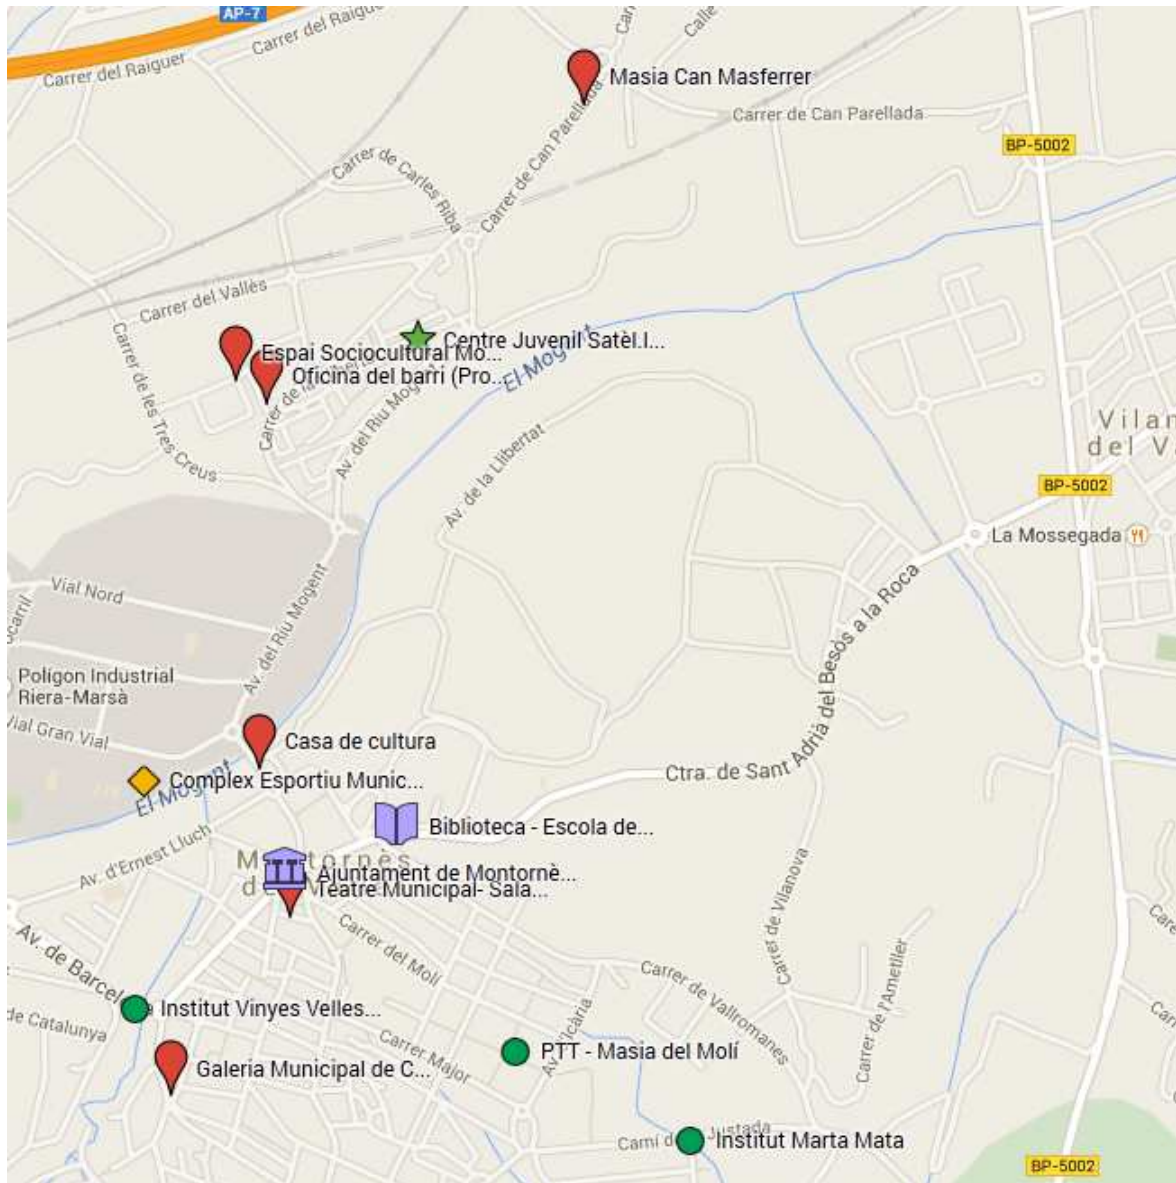 AP-7
Carrer del Raiguer
Carrer del Raiguer
Masia Can Masferrer
Carrer de Can Parellada
BP-5002
Carrer de Carles Riba
Carrer de Can Parellada
Carrer del Vallès
Centre Juvenil Satèl.l...
Espai Sociocultural Mo...
Oficina del barri (Pro...
El Mogent
Carrer de les Tres Creus
Av. del Riu Mogent
Av. de la Llibertat
BP-5002
La Mossegada
Vial Nord
Av. del Riu Mogent
Polígon Industrial
Riera-Marsà
Vial Gran Vial
Casa de cultura
Ctra. de Sant Adrià del Besòs a la Roca
Complex Esportiu Munic...
El Mogent
Biblioteca - Escola de...
Av. d'Ernest Lluch
Ajuntament de Montornè...
Teatre Municipal- Sala...
Carrer de Vilanova
Carrer del Molí
Av. de
Carrer de Vallromanes
Carrer de l'Ametller
Institut Vinyes Velles...
de Catalunya
Carrer Major
PTT - Masia del Molí
Galeria Municipal de C...
Camí
Justada
Institut Marta Mata
BP-5002